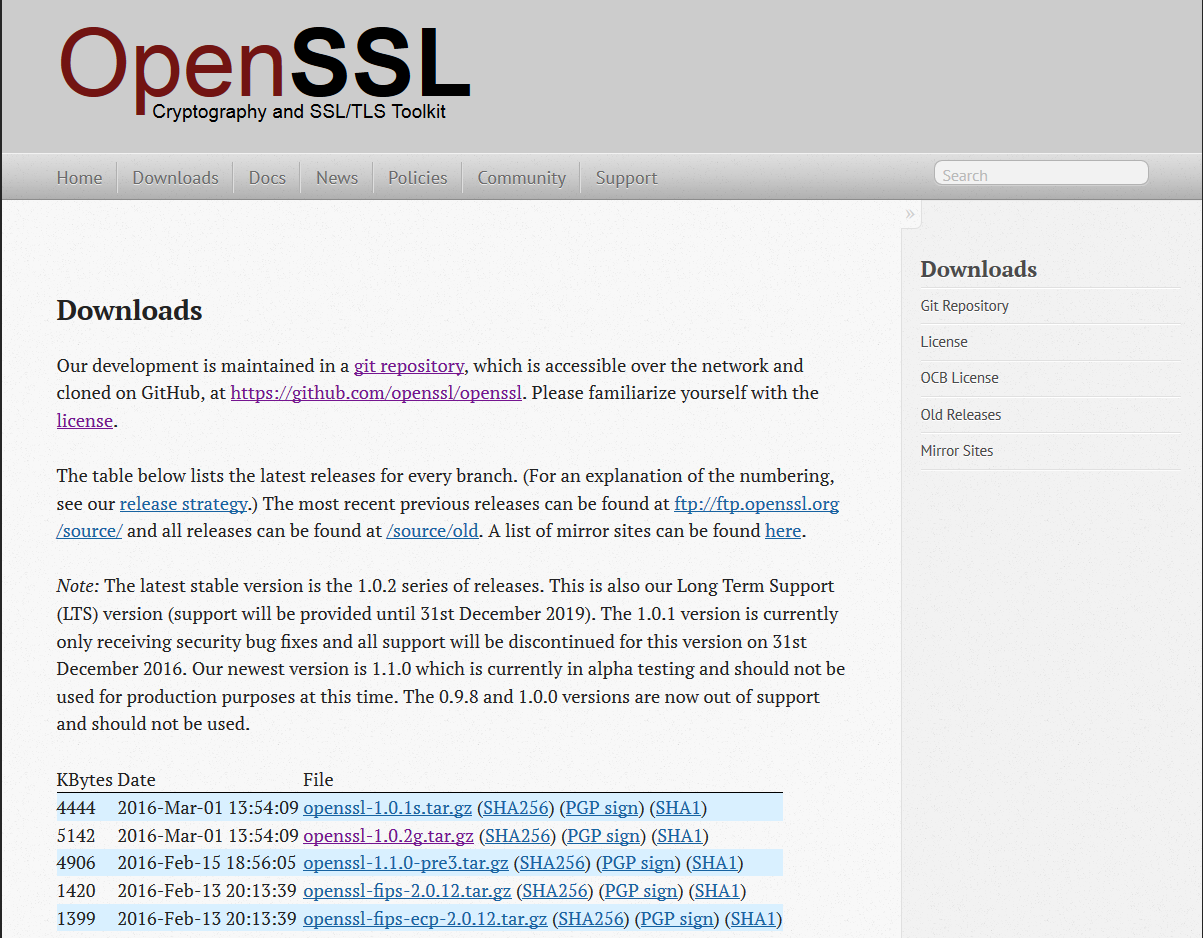 OpenSSL
Cryptography and SSL/TLS Toolkit
Home Downloads Docs News Policies Community Support Search
»
Downloads
Our development is maintained in a git repository, which is accessible over the network and
cloned on GitHub, at https://github.com/openssl/openssl. Please familiarize yourself with the
license.
The table below lists the latest releases for every branch. (For an explanation of the numbering,
see our release strategy.) The most recent previous releases can be found at ftp://ftp.openssl.org
/source/ and all releases can be found at /source/old. A list of mirror sites can be found here.
Note: The latest stable version is the 1.0.2 series of releases. This is also our Long Term Support
(LTS) version (support will be provided until 31st December 2019). The 1.0.1 version is currently
only receiving security bug fixes and all support will be discontinued for this version on 31st
December 2016. Our newest version is 1.1.0 which is currently in alpha testing and should not be
used for production purposes at this time. The 0.9.8 and 1.0.0 versions are now out of support
and should not be used.
KBytes Date File
4444 2016-Mar-01 13:54:09 openssl-1.0.1s.tar.gz (SHA256) (PGP sign) (SHA1)
5142 2016-Mar-01 13:54:09 openssl-1.0.2g.tar.gz (SHA256) (PGP sign) (SHA1)
4906 2016-Feb-15 18:56:05 openssl-1.1.0-pre3.tar.gz (SHA256) (PGP sign) (SHA1)
1420 2016-Feb-13 20:13:39 openssl-fips-2.0.12.tar.gz (SHA256) (PGP sign) (SHA1)
1399 2016-Feb-13 20:13:39 openssl-fips-ecp-2.0.12.tar.gz (SHA256) (PGP sign) (SHA1)
Downloads
Git Repository
License
OCB License
Old Releases
Mirror Sites